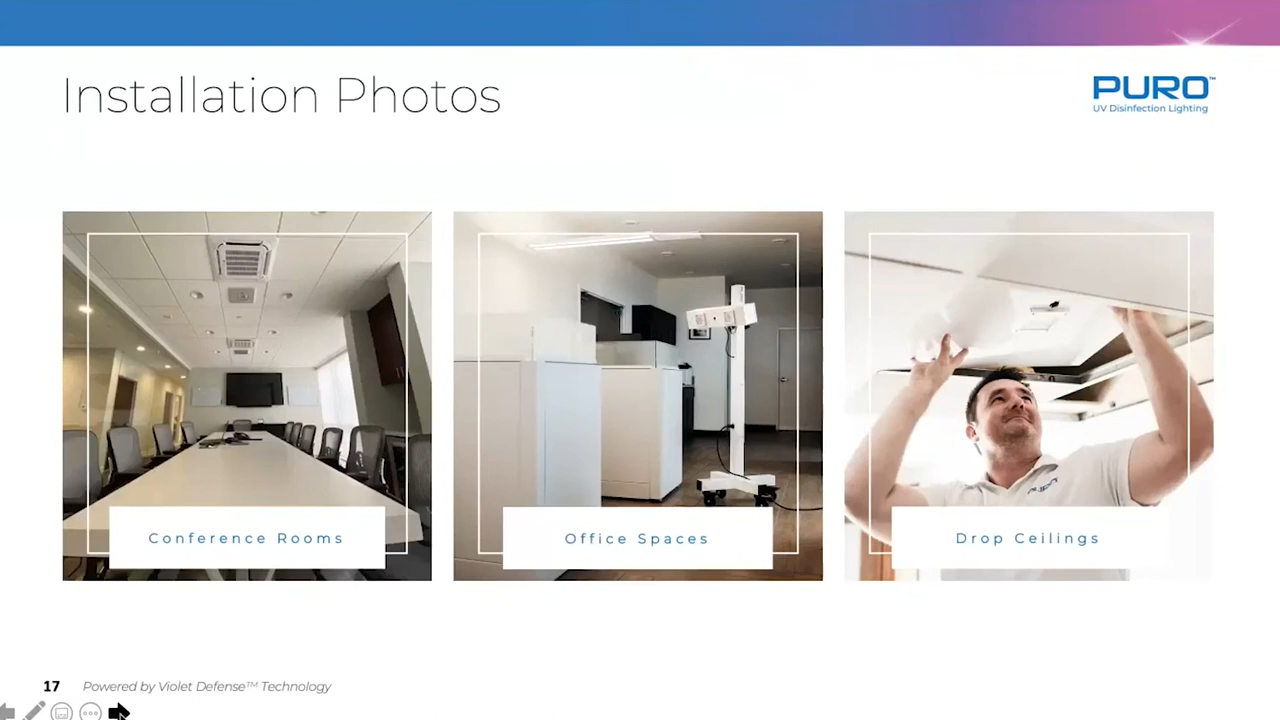 Installation Photos
PURO™
UV Disinfection Lighting
Conference Rooms
Office Spaces
Drop Ceilings
17
Powered by Violet Defense™ Technology